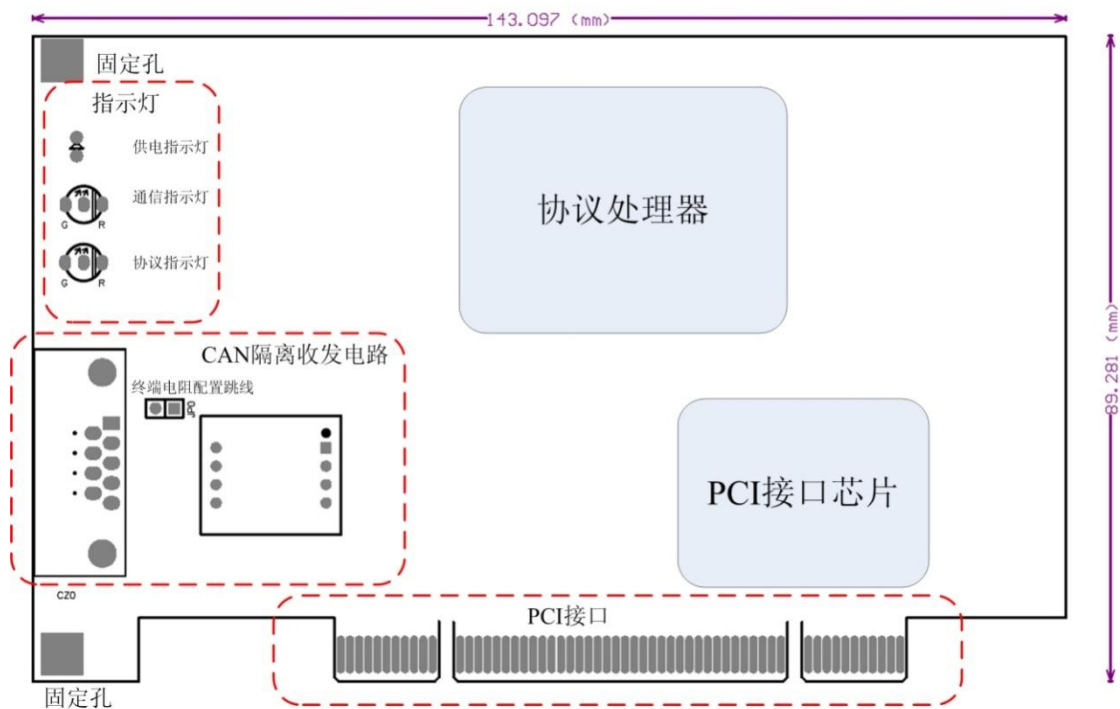 143.097 (mm)
固定孔
指示灯
供电指示灯
通信指示灯
G R
协议指示灯
G R
协议处理器
89.281 (mm)
CAN隔离收发电路
终端电阻配置跳线
JP0
PCI接口芯片
CZ0
PCI接口
固定孔